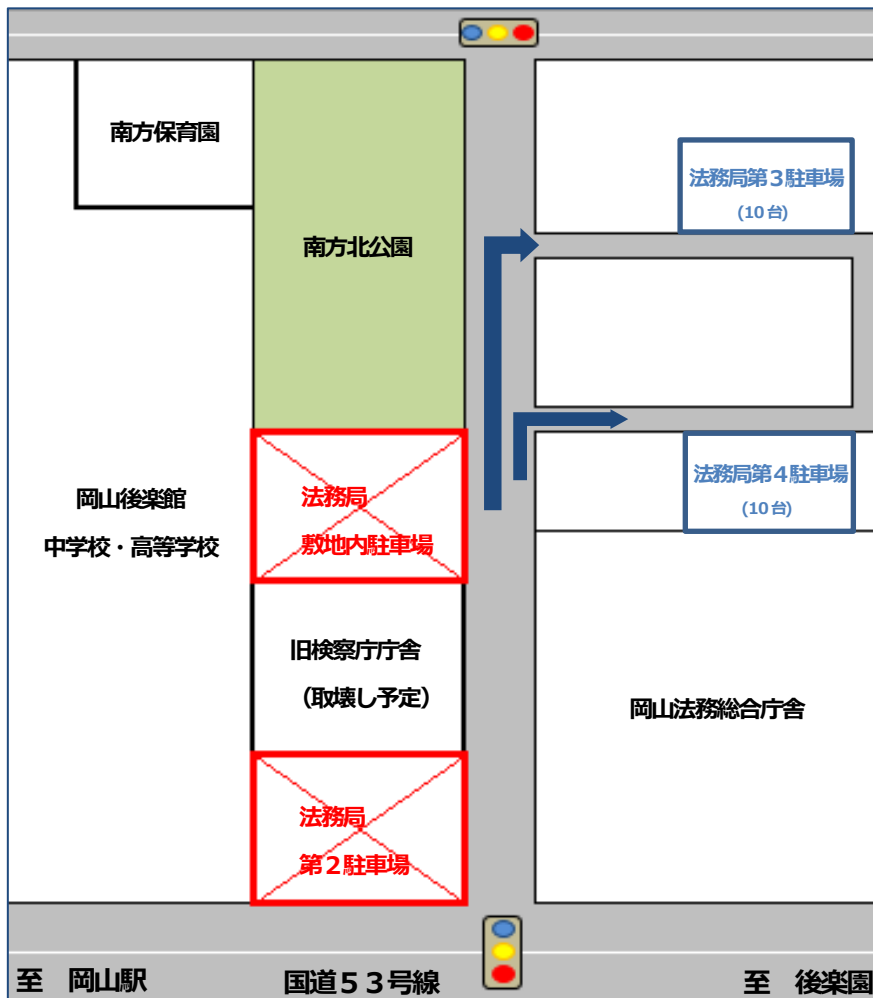 南方保育園
法務局第３駐車場
(10台)
南方北公園
法務局第４駐車場
(10台)
岡山後楽館
中学校・高等学校
法務局
敷地内駐車場
旧検察庁庁舎
（取壊し予定）
岡山法務総合庁舎
法務局
第２駐車場
至　岡山駅
国道５３号線
至　後楽園